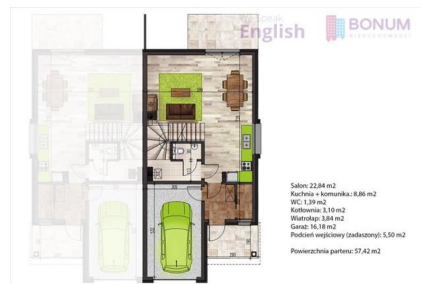 English
BONUM
NIERUCHOMOŚCI
Salon: 22,84 m2
Kuchnia + komunika.: 8,86 m2
WC: 1,39 m2
Kotłownia: 3,10 m2
Wiatrołap: 3,84 m2
Garaż: 16,18 m2
Podcień wejściowy (zadaszony): 5,50 m2
Powierzchnia parteru: 57,42 m2